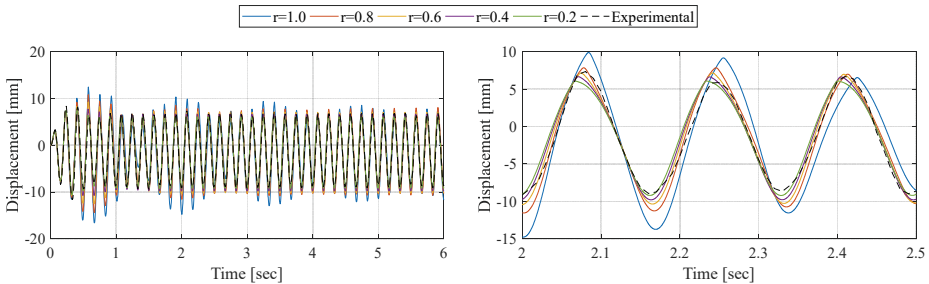 r=1.0 r=0.8 r=0.6 r=0.4 r=0.2 Experimental
20
10
0
-10
-20
Displacement [mm]
0 1 2 3 4 5 6
Time [sec]
10
5
0
-5
-10
-15
Displacement [mm]
2 2.1 2.2 2.3 2.4 2.5
Time [sec]